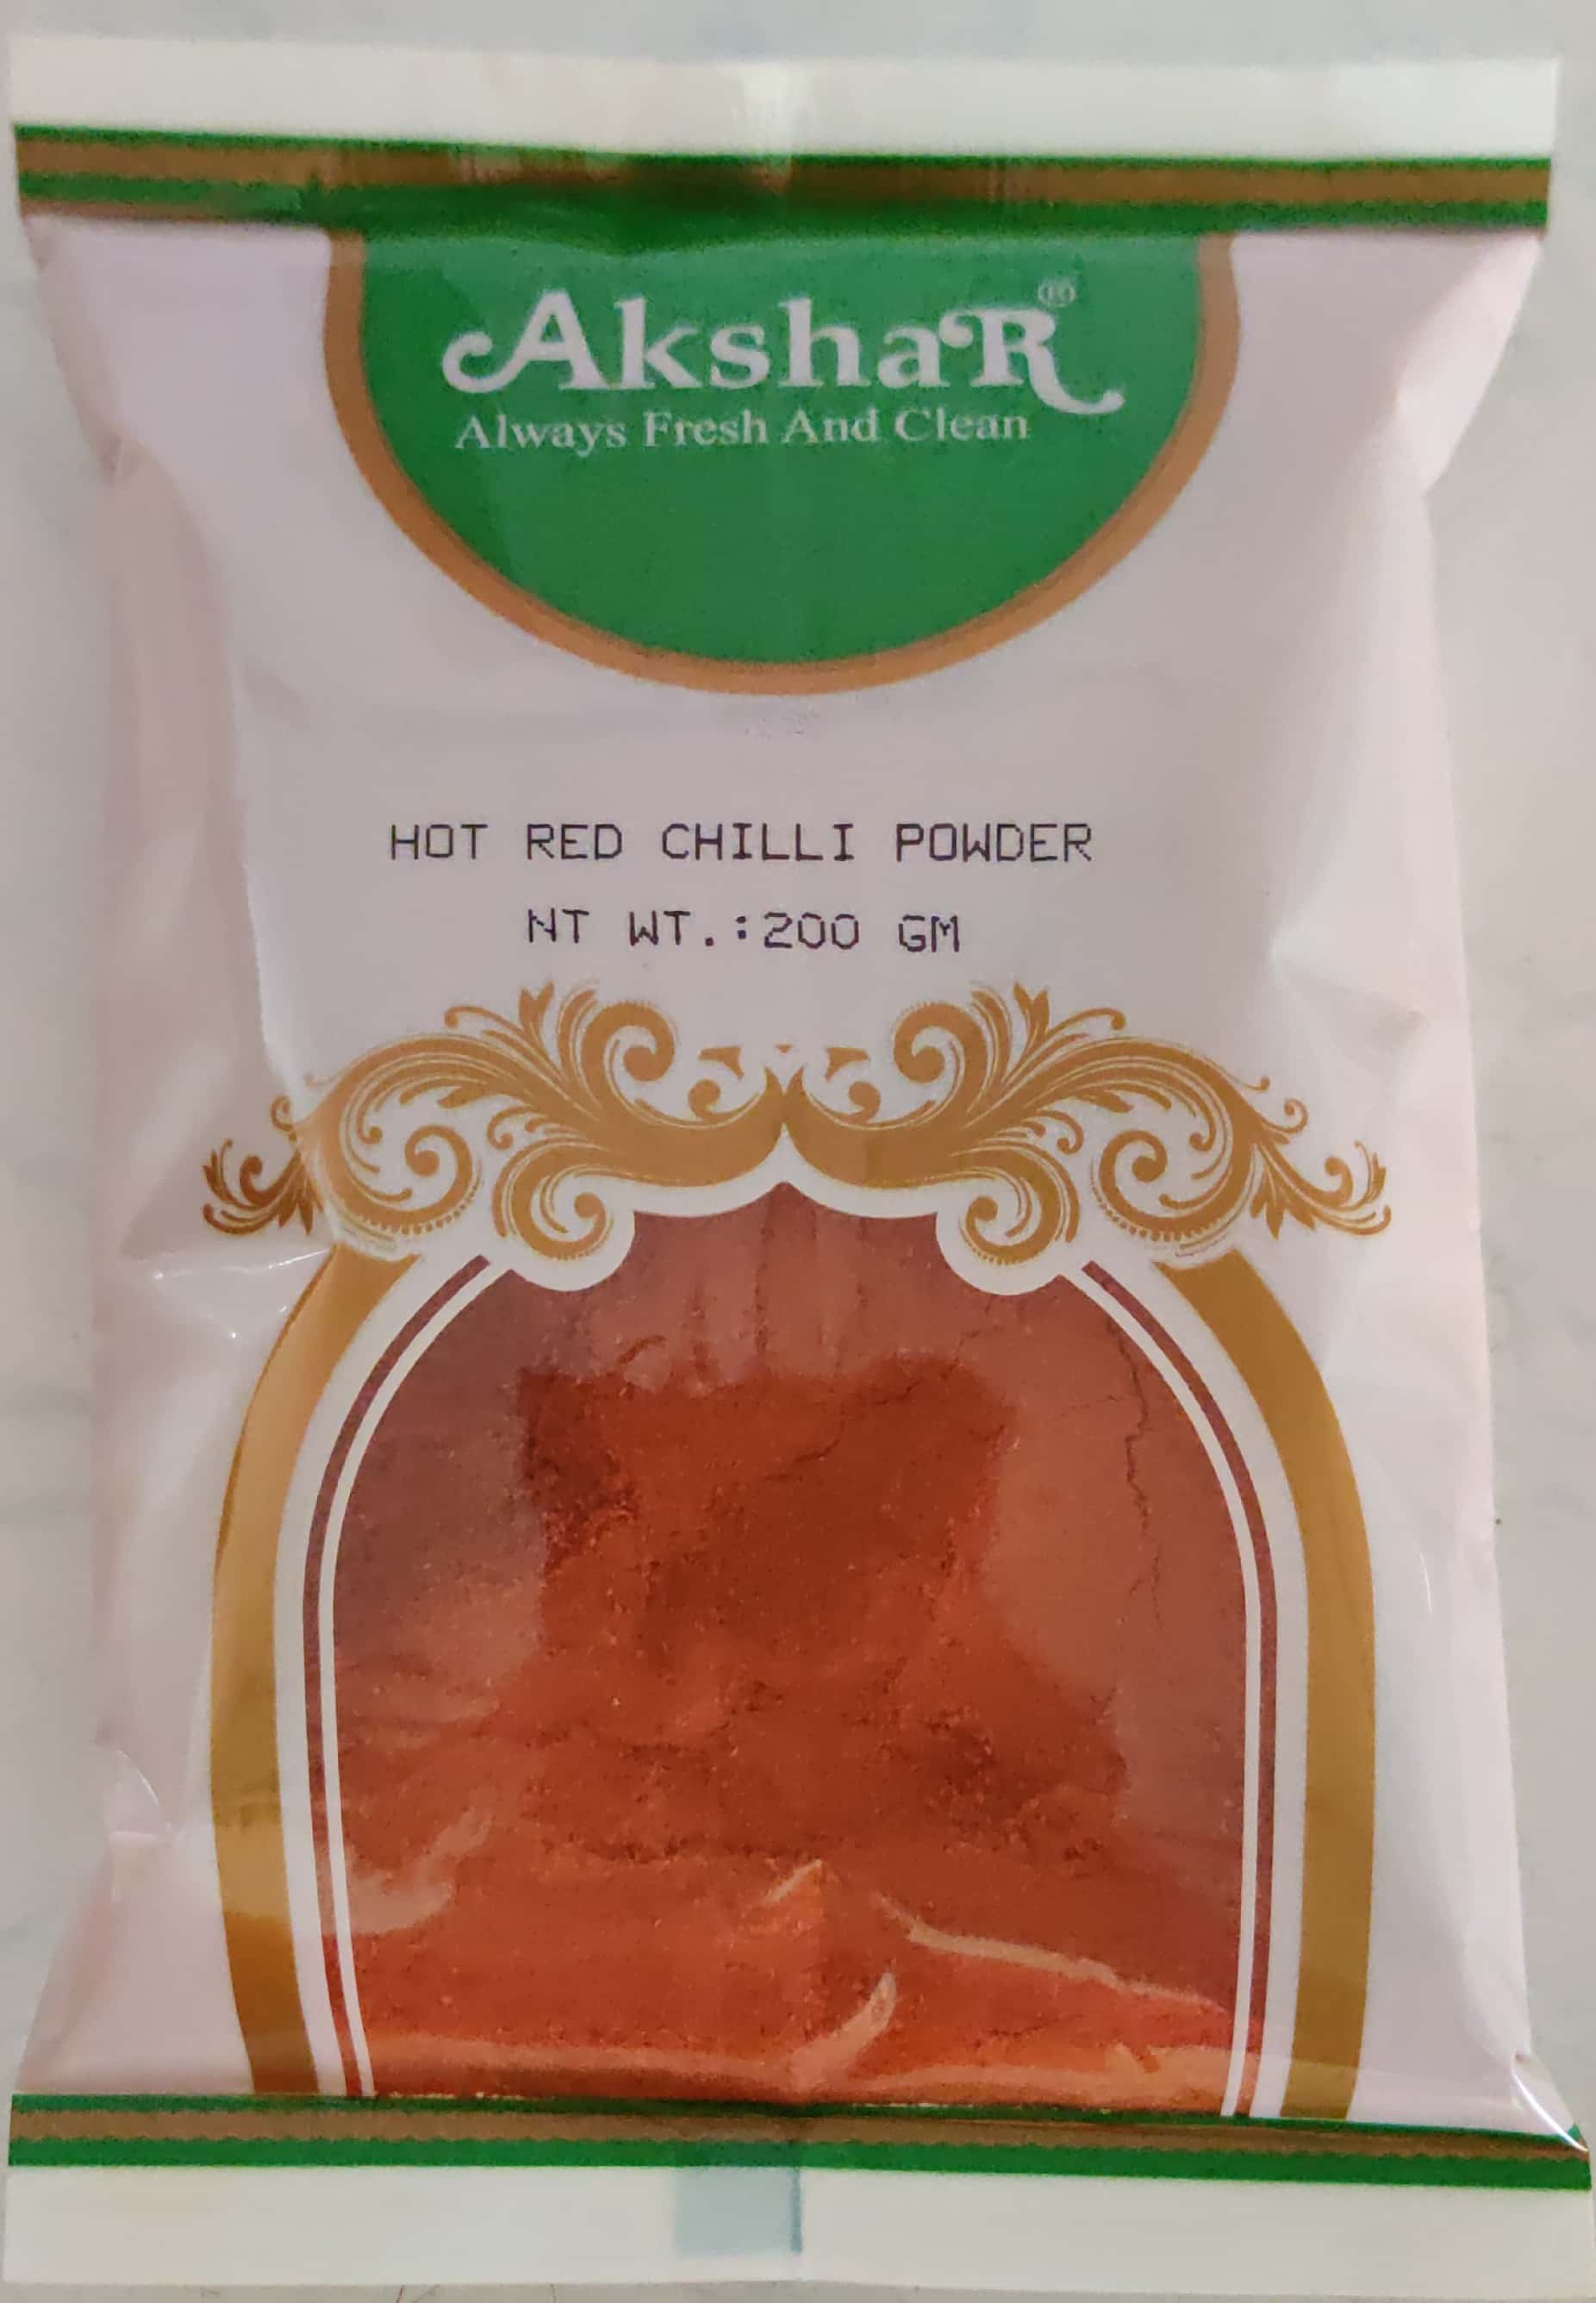 AkshaR®
Always Fresh And Clean
HOT RED CHILLI POWDER
NT WT.:200 GM